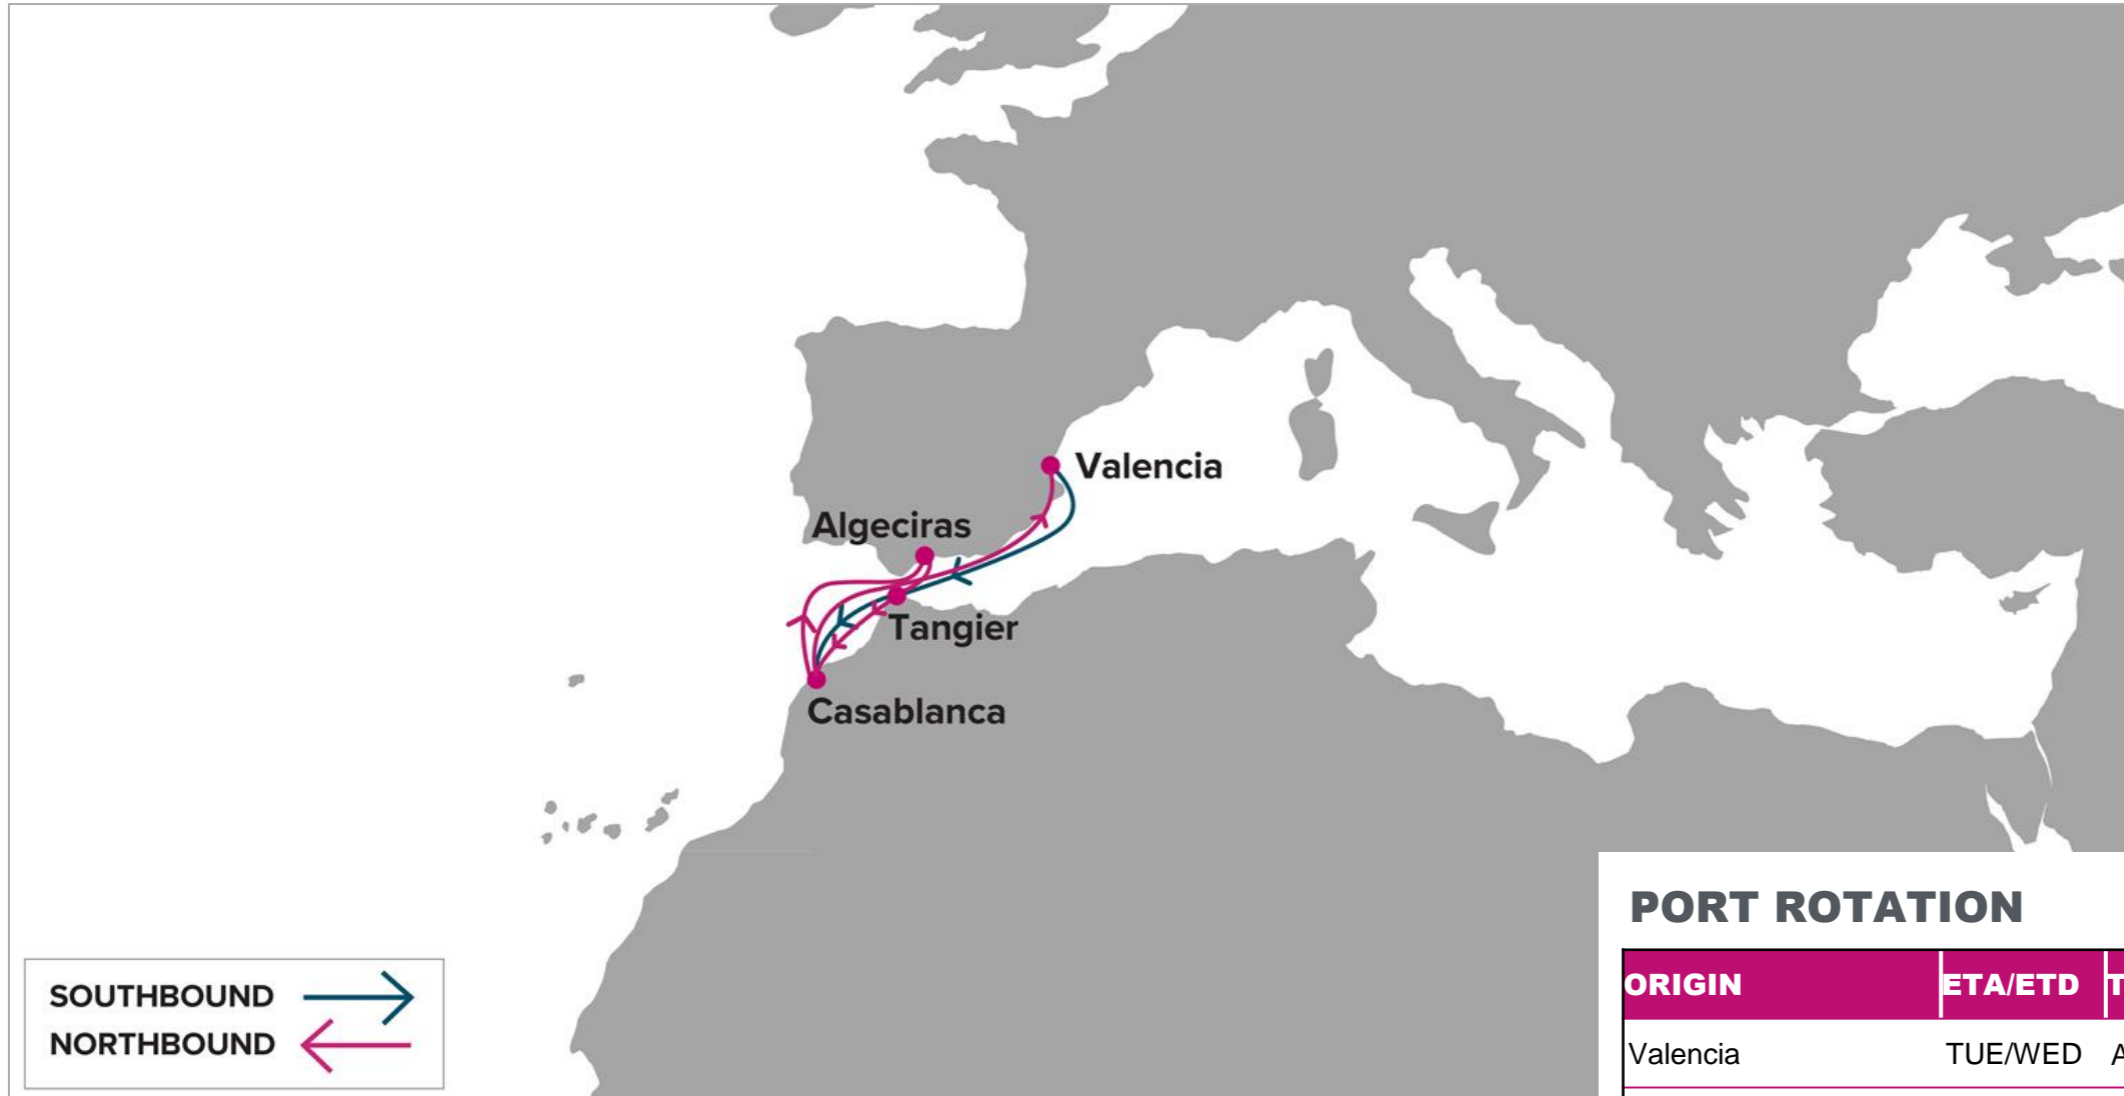 Valencia
Algeciras
Tangier
Casablanca
SOUTHBOUND
NORTHBOUND
PORT ROTATION
ORIGIN ETA/ETD
Valencia TUE/WED